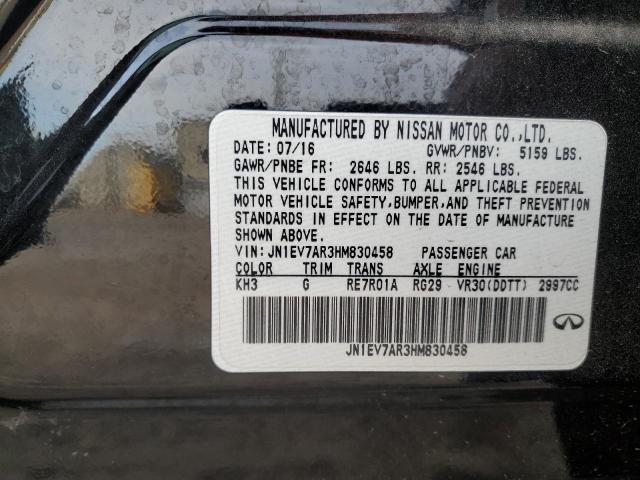 MANUFACTURED BY NISSAN MOTOR CO.,LTD.
DATE: 07/16 GVWR/PNBV: 5159 LBS.
GAWR/PNBE FR: 2646 LBS. RR: 2546 LBS.
THIS VEHICLE CONFORMS TO ALL APPLICABLE FEDERAL
MOTOR VEHICLE SAFETY,BUMPER,AND THEFT PREVENTION
STANDARDS IN EFFECT ON THE DATE OF MANUFACTURE
SHOWN ABOVE.
VIN: JN1EV7AR3HM830458 PASSENGER CAR
COLOR TRIM TRANS AXLE ENGINE
KH3 G RE7R01A RG29 VR30(DDTT) 2997CC
JN1EV7AR3HM830458